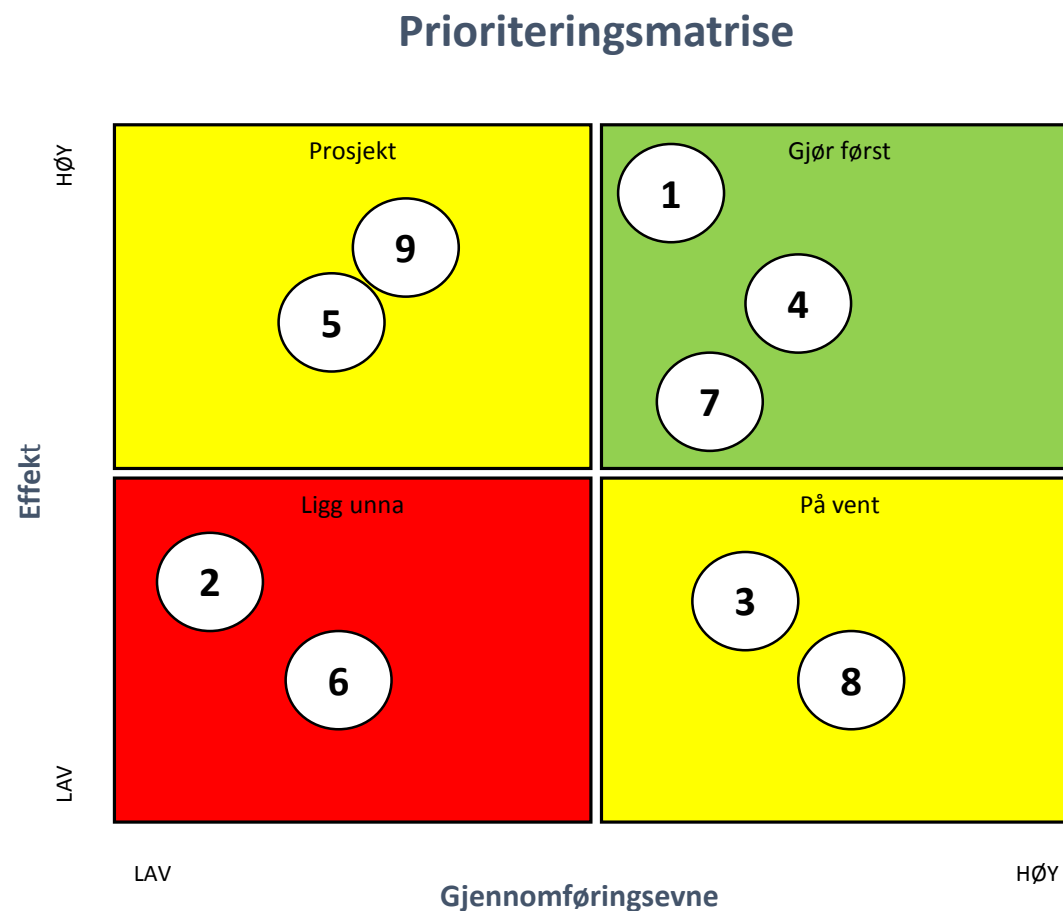 Prioriteringsmatrise
HØY
Prosjekt
Gjør først
1
9
4
5
7
Effekt
Ligg unna
På vent
2
3
6
8
LAV
LAV
HØY
Gjennomføringsevne